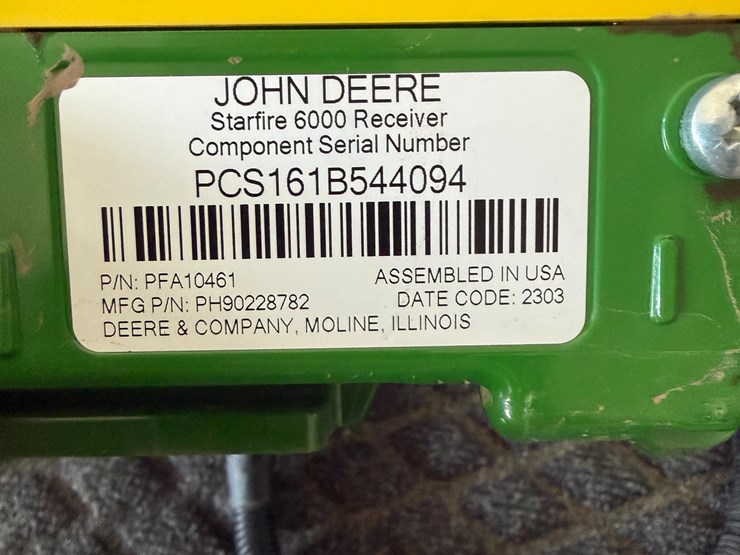 JOHN DEERE
Starfire 6000 Receiver
Component Serial Number
PCS161B544094
P/N: PFA10461 ASSEMBLED IN USA
MFG P/N: PH90228782 DATE CODE: 2303
DEERE & COMPANY, MOLINE, ILLINOIS